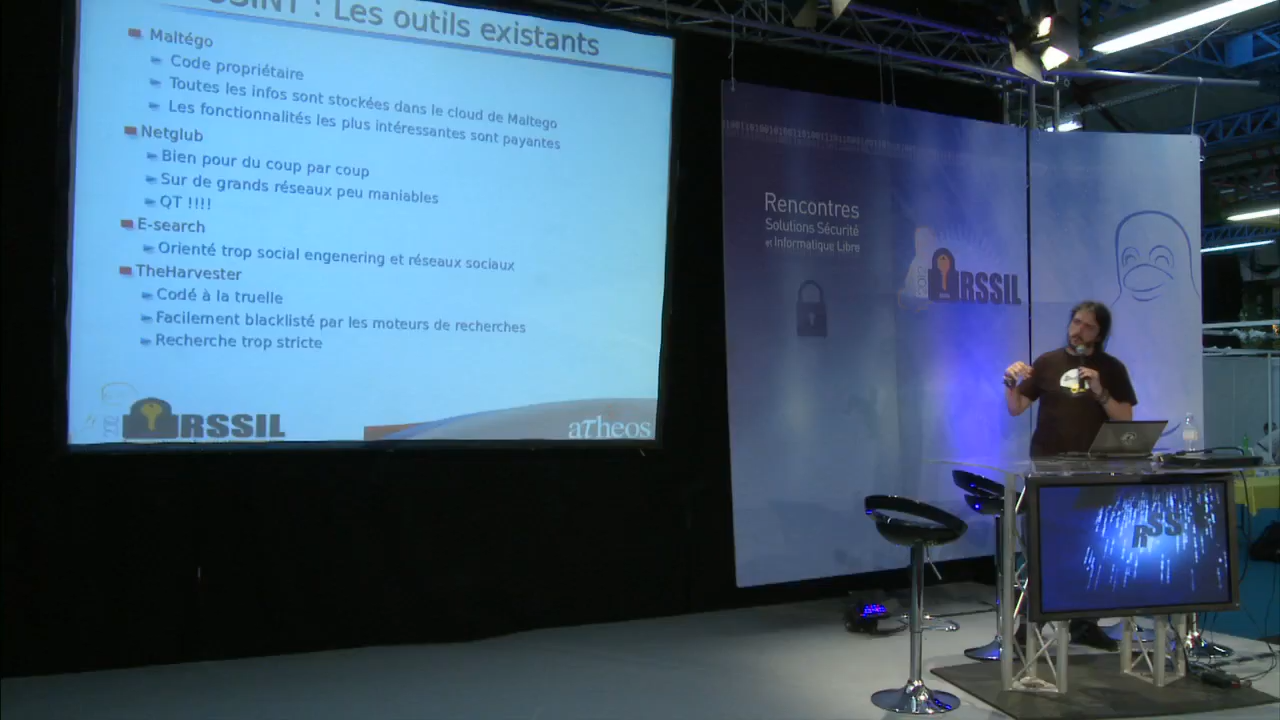 OSINT : Les outils existants
Maltégo
Code propriétaire
Toutes les infos sont stockées dans le cloud de Maltego
Les fonctionnalités les plus intéressantes sont payantes
Netglub
Bien pour du coup par coup
Sur de grands réseaux peu maniables
QT !!!!
E-search
Orienté trop social engenering et réseaux sociaux
TheHarvester
Codé à la truelle
Facilement blacklisté par les moteurs de recherches
Recherche trop stricte
RSSIL
aTheos
Rencontres
Solutions Sécurité
et Informatique Libre
RSSIL
RSS